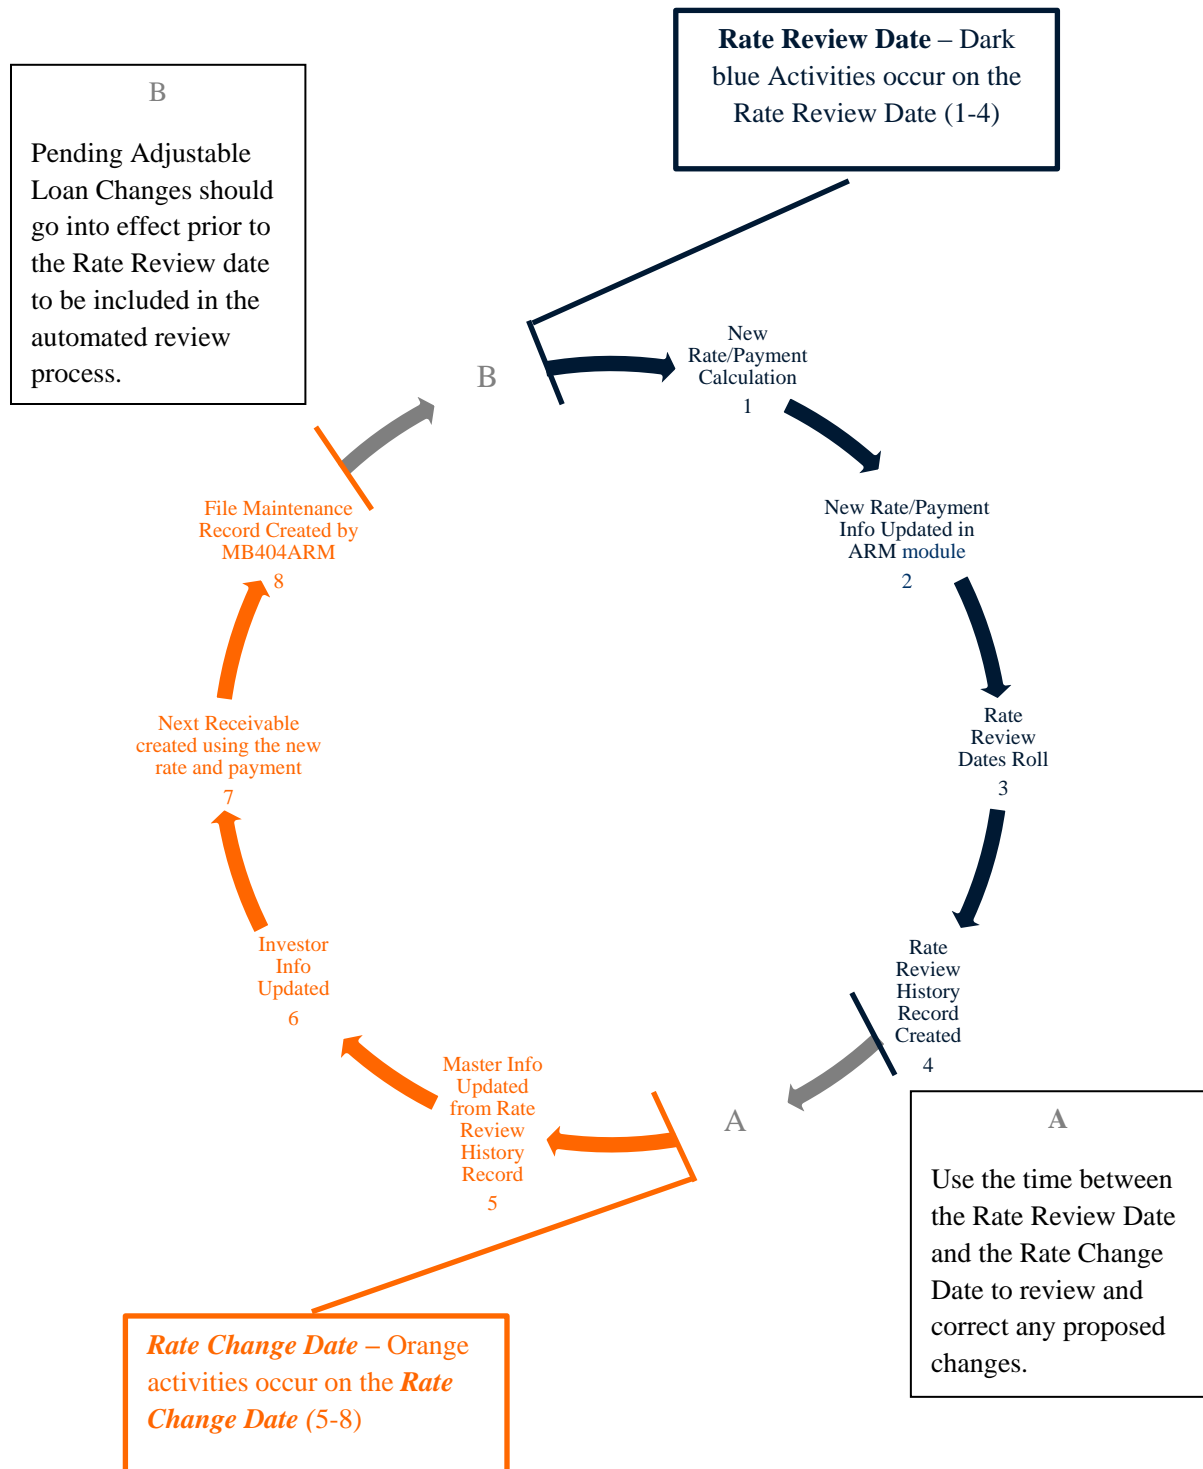 Rate Review Date – Dark
blue Activities occur on the
Rate Review Date (1-4)
B
Pending Adjustable
Loan Changes should
go into effect prior to
the Rate Review date
to be included in the
automated review
process.
B
New
Rate/Payment
Calculation
1
New Rate/Payment
Info Updated in
ARM module
2
Rate
Review
Dates Roll
3
Rate
Review
History
Record
Created
4
A
Use the time between
the Rate Review Date
and the Rate Change
Date to review and
correct any proposed
changes.
A
Master Info
Updated
from Rate
Review
History
Record
5
Investor
Info
Updated
6
Next Receivable
created using the new
rate and payment
7
File Maintenance
Record Created by
MB404ARM
8
Rate Change Date – Orange
activities occur on the Rate
Change Date (5-8)